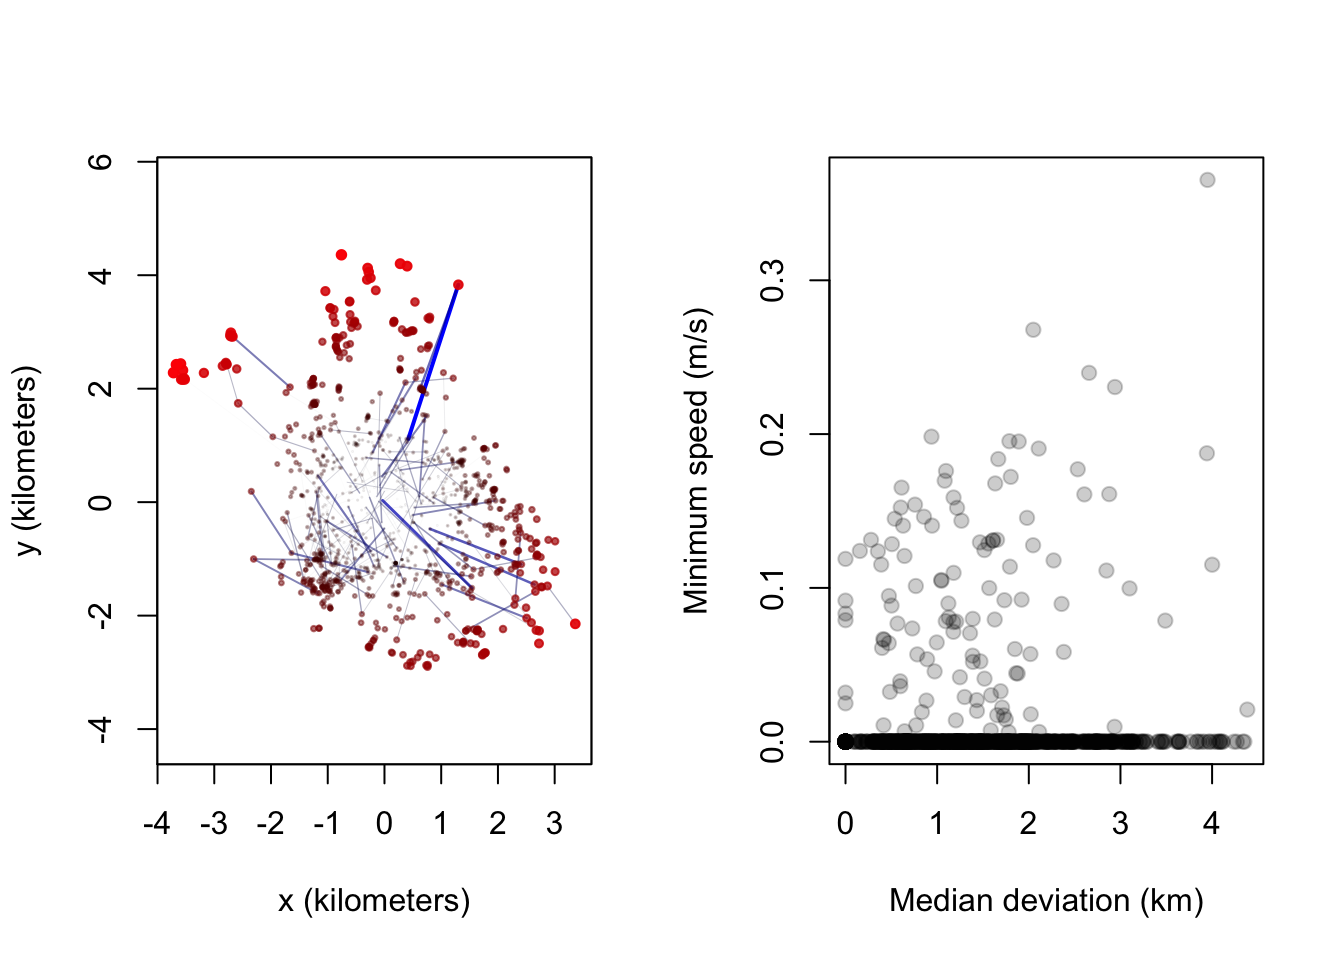 6
4
2
0
-2
-4
y (kilometers)
-4 -3 -2 -1 0 1 2 3
x (kilometers)
0.3
0.2
0.1
0.0
Minimum speed (m/s)
0 1 2 3 4
Median deviation (km)